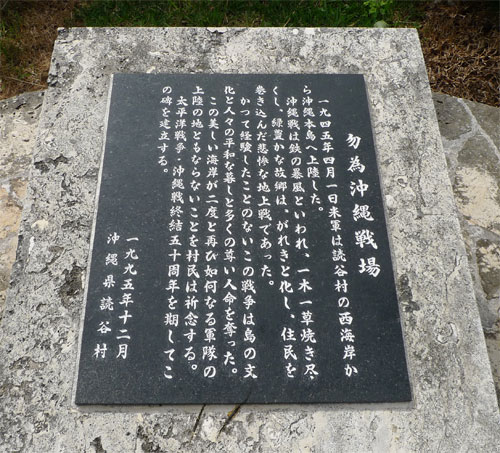 勿為沖縄戦場
一九四五年四月一日米軍は読谷村の西海岸か
ら沖縄本島へ上陸した。
沖縄戦は鉄の暴風といわれ、一木一草焼き尽
くし、緑豊かな故郷は、がれきと化し、住民を
巻き込んだ悲惨な地上戦であった。
かつて経験したことのないこの戦争は島の文
化と人々の平和な暮しと多くの尊い人命を奪った。
この美しい海岸が二度と再び如何なる軍隊の
上陸の地ともならないことを村民は祈念する。
太平洋戦争・沖縄戦終結五十周年を期してこ
の碑を建立する。
一九九五年十二月
沖縄県読谷村